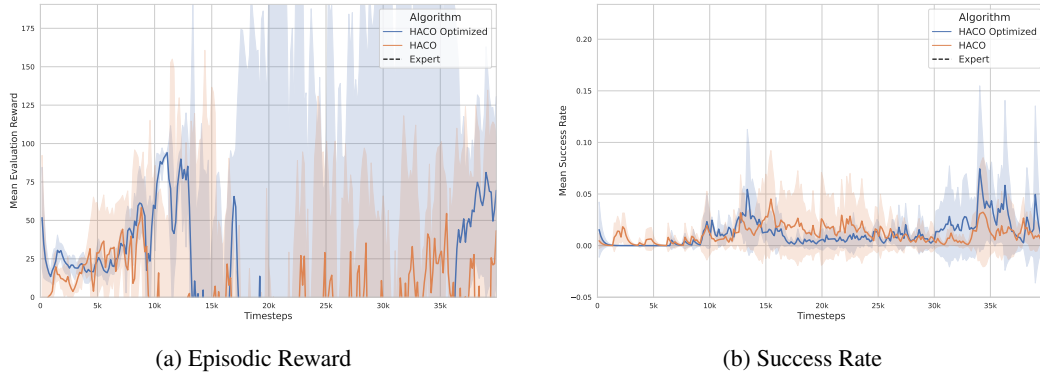 Algorithm
HACO Optimized
HACO
Expert
Mean Evaluation Reward
175
150
125
100
75
50
25
0
0 5k 10k 15k 20k 25k 30k 35k
Timesteps
(a) Episodic Reward
Algorithm
HACO Optimized
HACO
Expert
Mean Success Rate
0.20
0.15
0.10
0.05
0.00
−0.05
0 5k 10k 15k 20k 25k 30k 35k
Timesteps
(b) Success Rate